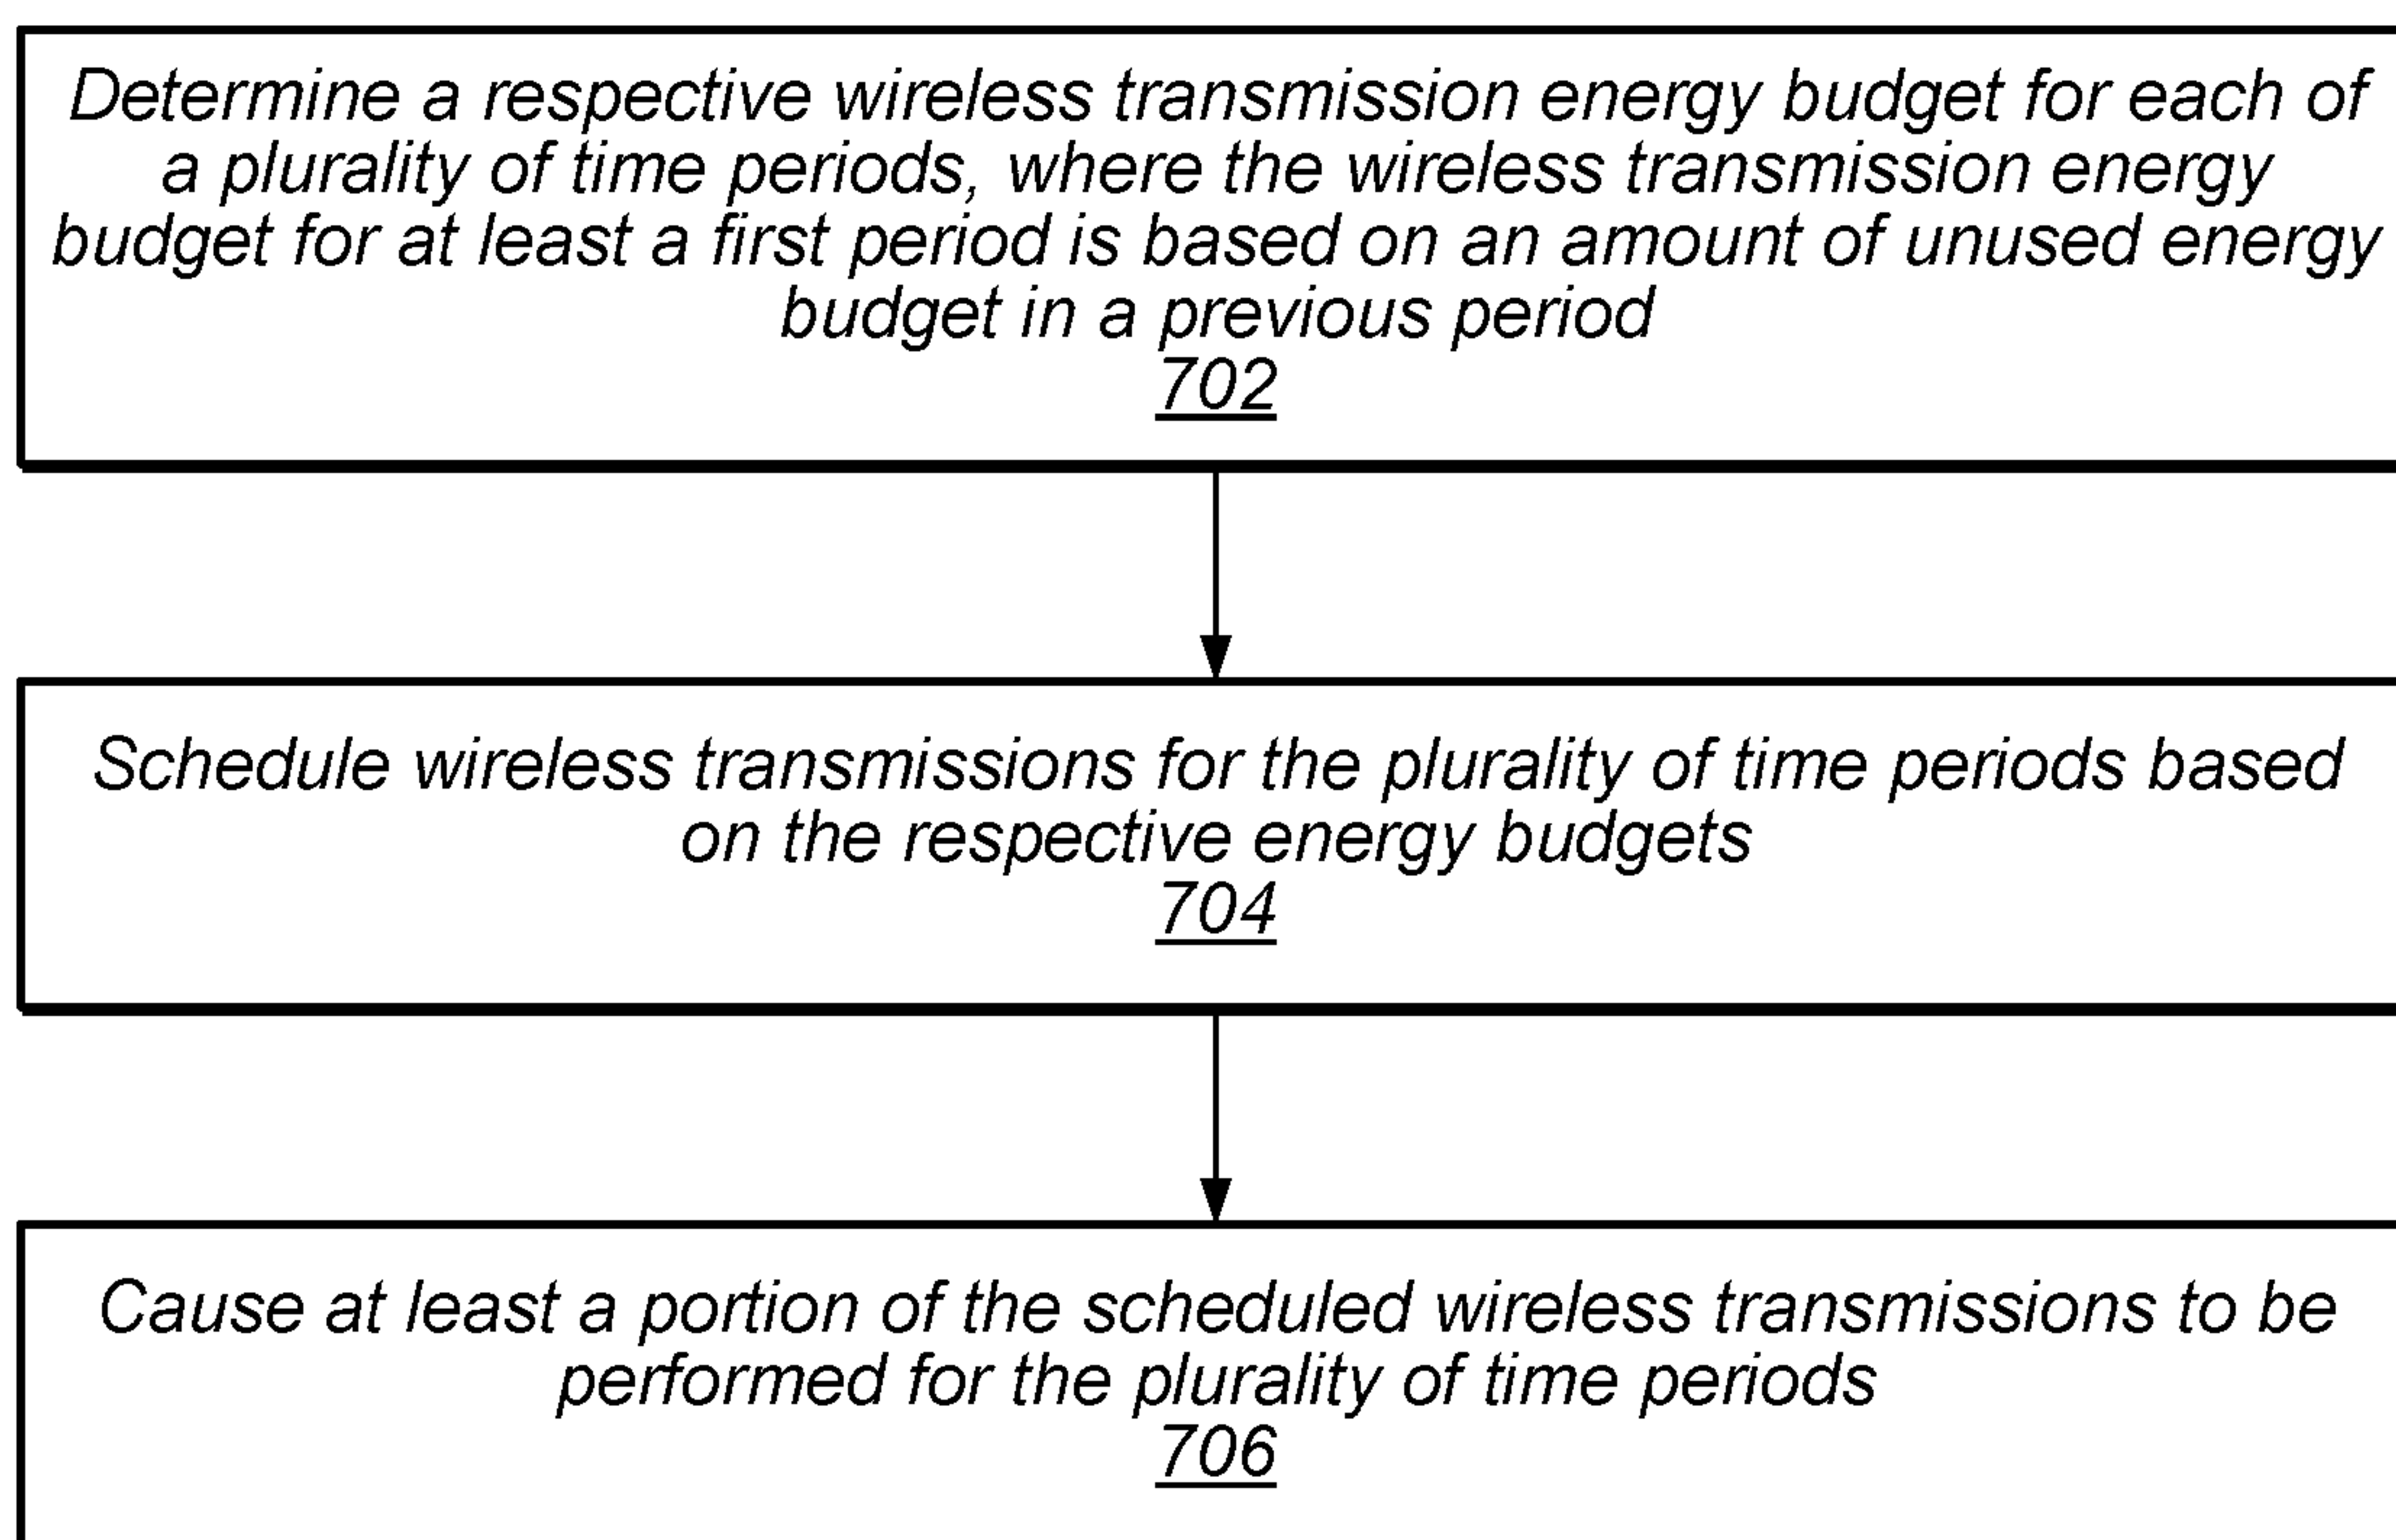 Determine a respective wireless transmission energy budget for each of
a plurality of time periods, where the wireless transmission energy
budget for at least a first period is based on an amount of unused energy
budget in a previous period
702
Schedule wireless transmissions for the plurality of time periods based
on the respective energy budgets
704
Cause at least a portion of the scheduled wireless transmissions to be
performed for the plurality of time periods
706